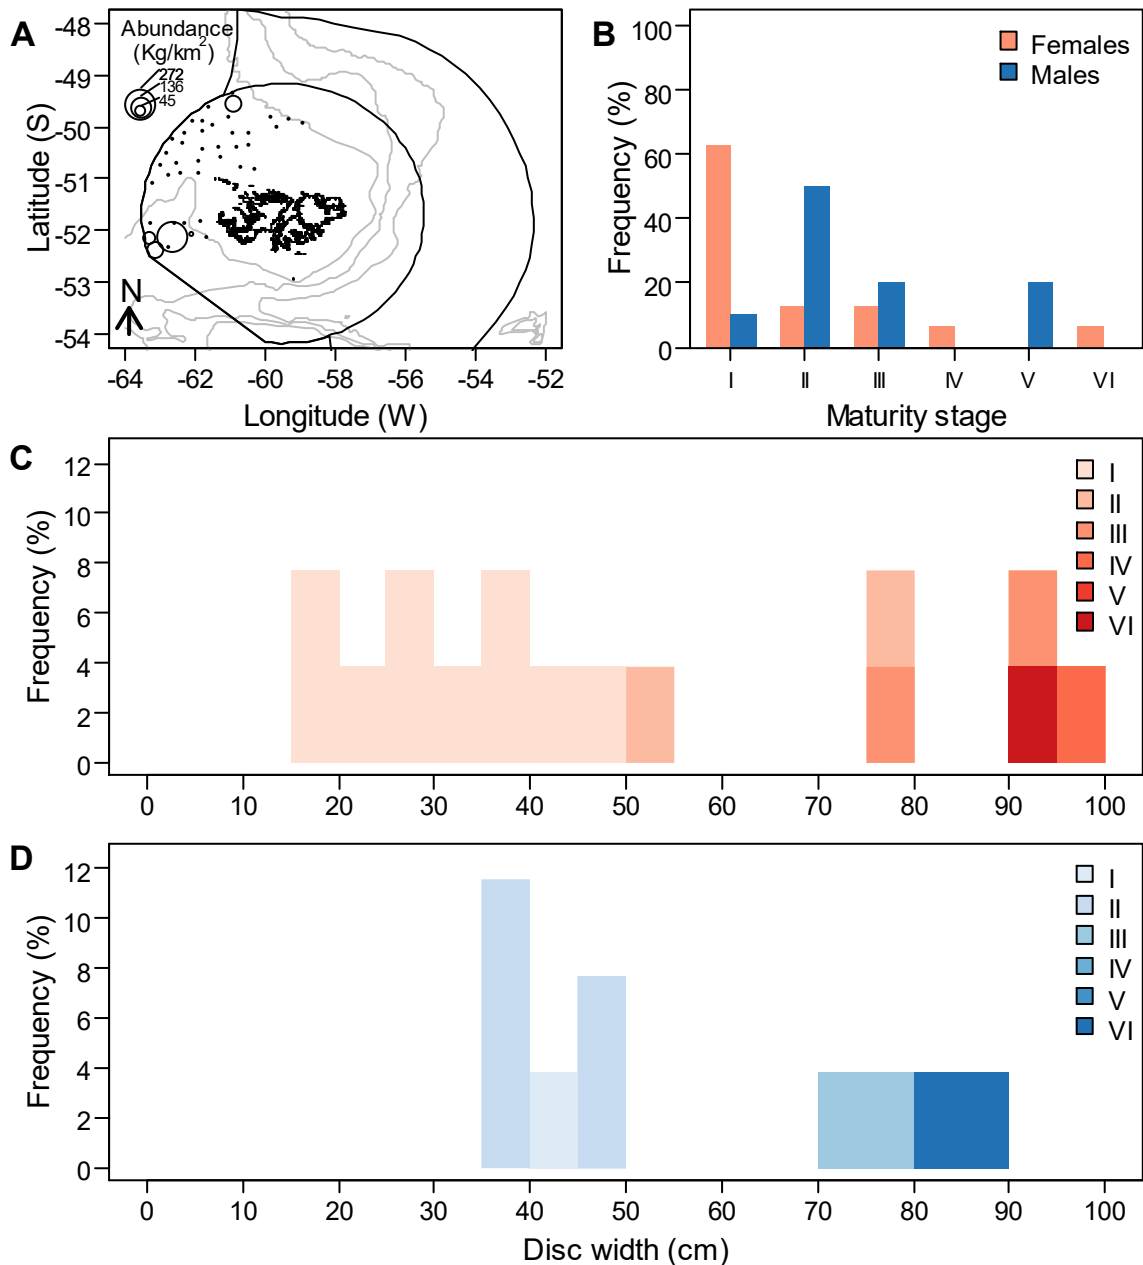 A
Abundance
(Kg/km²)
272
136
45
N
-48
-49
-50
-51
-52
-53
-54
Latitude (S)
-64 -62 -60 -58 -56 -54 -52
Longitude (W)
B
Females
Males
100
80
60
40
20
0
Frequency (%)
I II III IV V VI
Maturity stage
C
I
II
III
IV
V
VI
12
10
8
6
4
2
0
Frequency (%)
0 10 20 30 40 50 60 70 80 90 100
D
I
II
III
IV
V
VI
12
10
8
6
4
2
0
Frequency (%)
0 10 20 30 40 50 60 70 80 90 100
Disc width (cm)